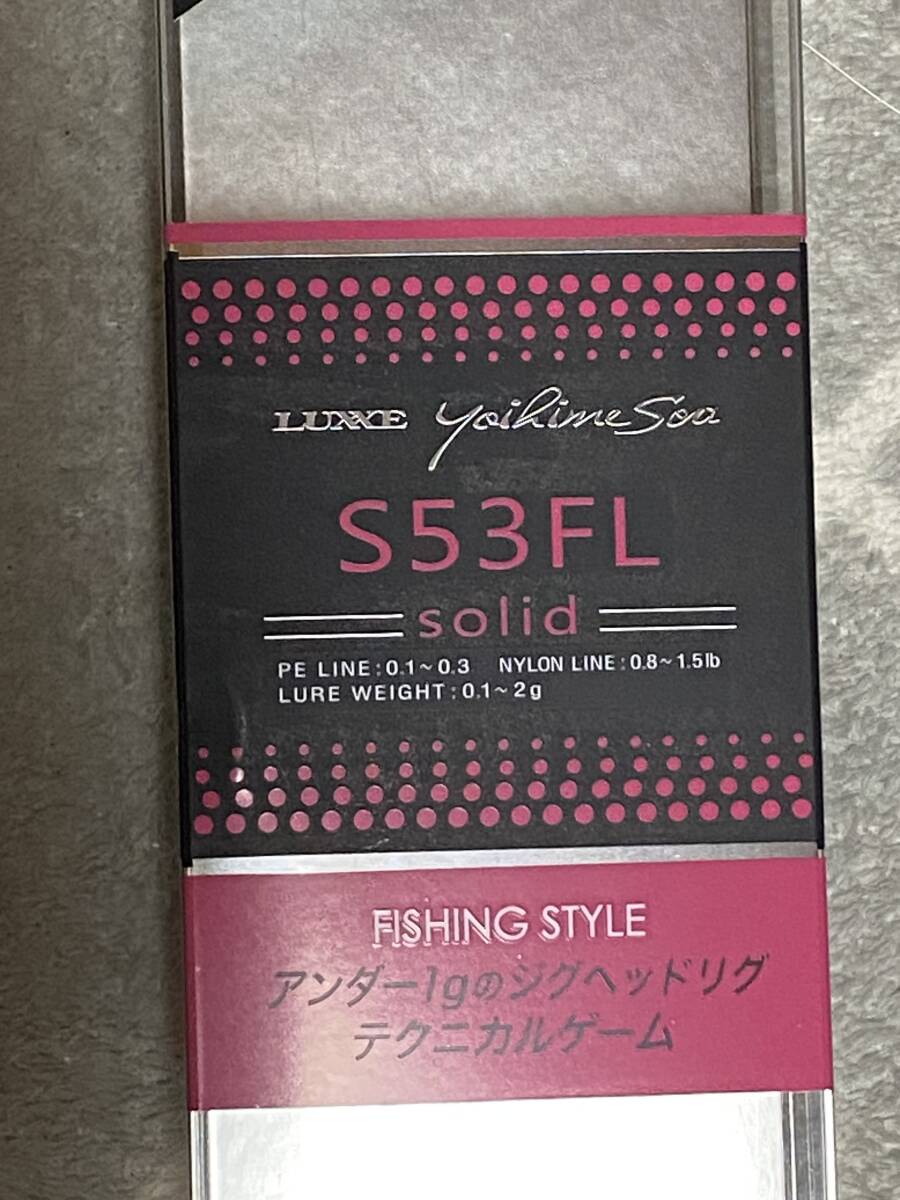 LUXXE yoihime Soa
S53FL
solid
PE LINE:0.1~0.3 NYLON LINE:0.8~1.5lb
LURE WEIGHT:0.1~2g
FISHING STYLE
アンダー1gのジグヘッドリグ
テクニカルゲーム